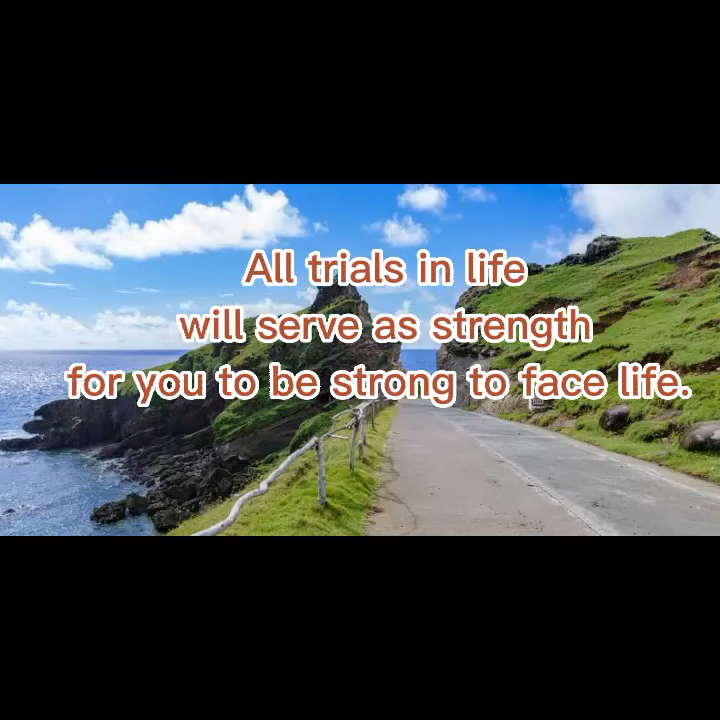 All trials in life
will serve as strength
for you to be strong to face life.